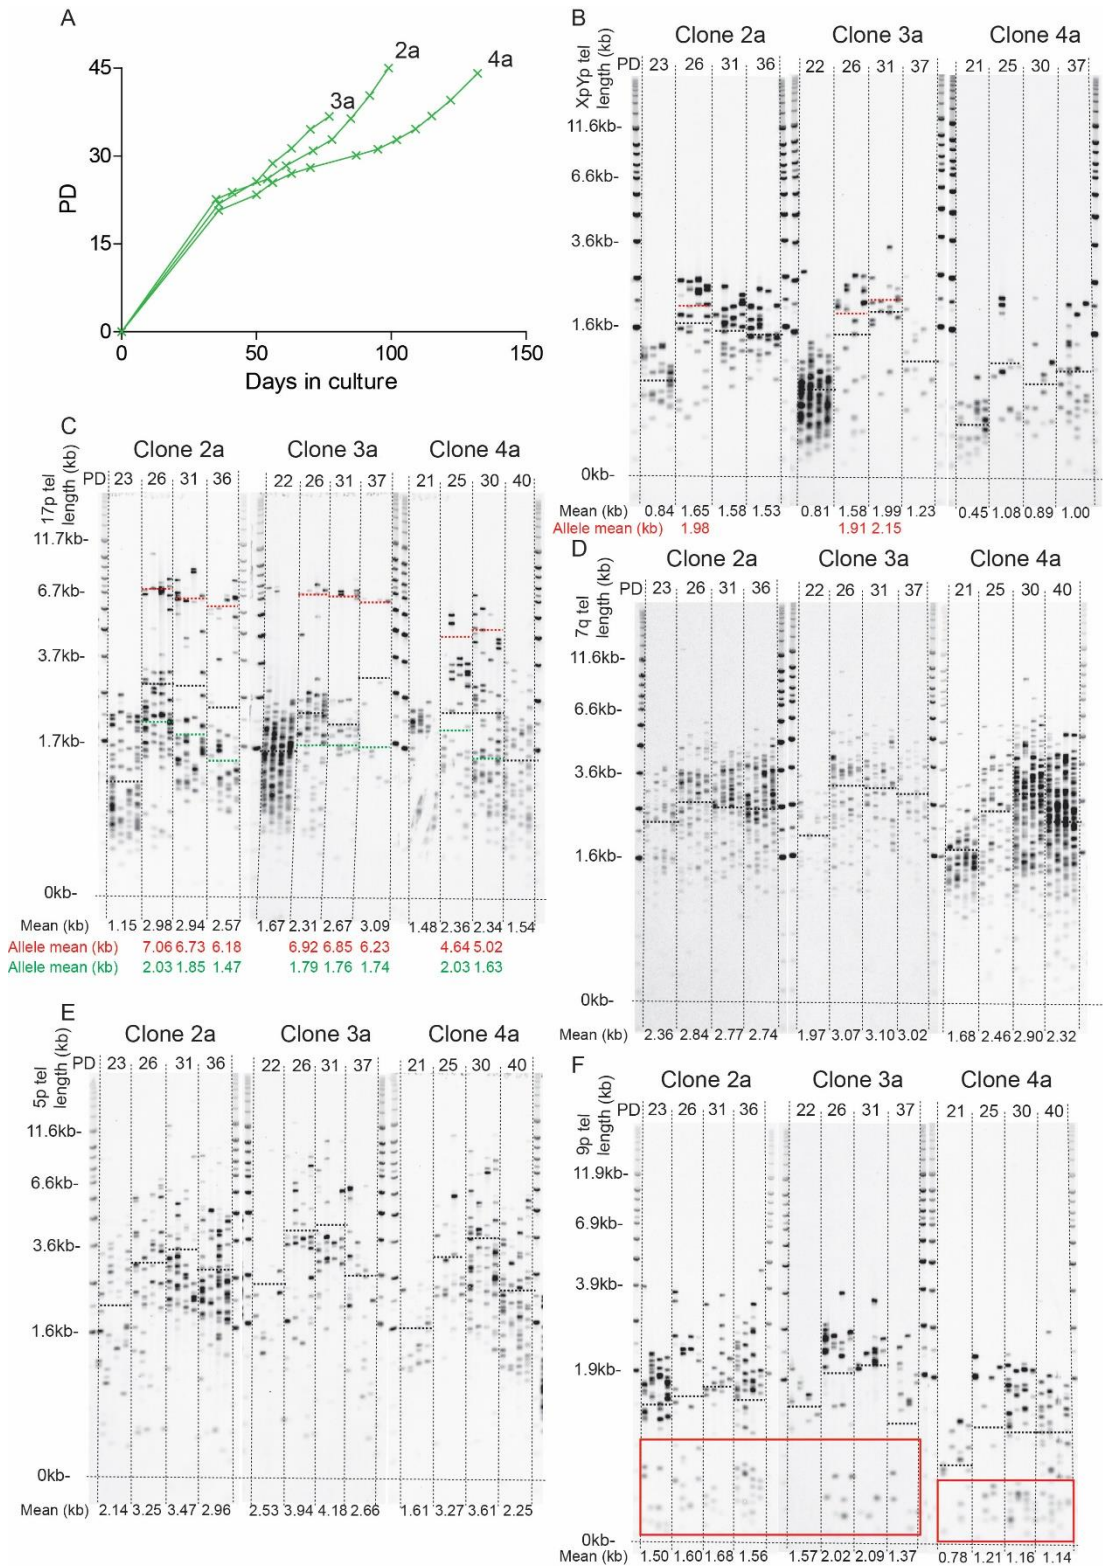 A
2a
4a
3a
45
30
15
0
PD
0 50 100 150
Days in culture
B
Clone 2a Clone 3a Clone 4a
PD 23 26 31 36 22 26 31 37 21 25 30 37
XpYp tel length (kb)
11.6kb-
6.6kb-
3.6kb-
1.6kb-
0kb-
Mean (kb) 0.84 1.65 1.58 1.53 0.81 1.58 1.99 1.23 0.45 1.08 0.89 1.00
Allele mean (kb) 1.98 1.91 2.15
C
Clone 2a Clone 3a Clone 4a
PD 23 26 31 36 22 26 31 37 21 25 30 40
17p tel length (kb)
11.7kb-
6.7kb-
3.7kb-
1.7kb-
0kb-
Mean (kb) 1.15 2.98 2.94 2.57 1.67 2.31 2.67 3.09 1.48 2.36 2.34 1.54
Allele mean (kb) 7.06 6.73 6.18 6.92 6.85 6.23 4.64 5.02
Allele mean (kb) 2.03 1.85 1.47 1.79 1.76 1.74 2.03 1.63
D
Clone 2a Clone 3a Clone 4a
PD 23 26 31 36 22 26 31 37 21 25 30 40
7q tel length (kb)
11.6kb-
6.6kb-
3.6kb-
1.6kb-
0kb-
Mean (kb) 2.36 2.84 2.77 2.74 1.97 3.07 3.10 3.02 1.68 2.46 2.90 2.32
E
Clone 2a Clone 3a Clone 4a
PD 23 26 31 36 22 26 31 37 21 25 30 40
5p tel length (kb)
11.6kb-
6.6kb-
3.6kb-
1.6kb-
0kb-
Mean (kb) 2.14 3.25 3.47 2.96 2.53 3.94 4.18 2.66 1.61 3.27 3.61 2.25
F
Clone 2a Clone 3a Clone 4a
PD 23 26 31 36 22 26 31 37 21 25 30 40
9p tel length (kb)
11.9kb-
6.9kb-
3.9kb-
1.9kb-
0kb-
Mean (kb) 1.50 1.60 1.68 1.56 1.57 2.02 2.09 1.37 0.78 1.21 1.16 1.14